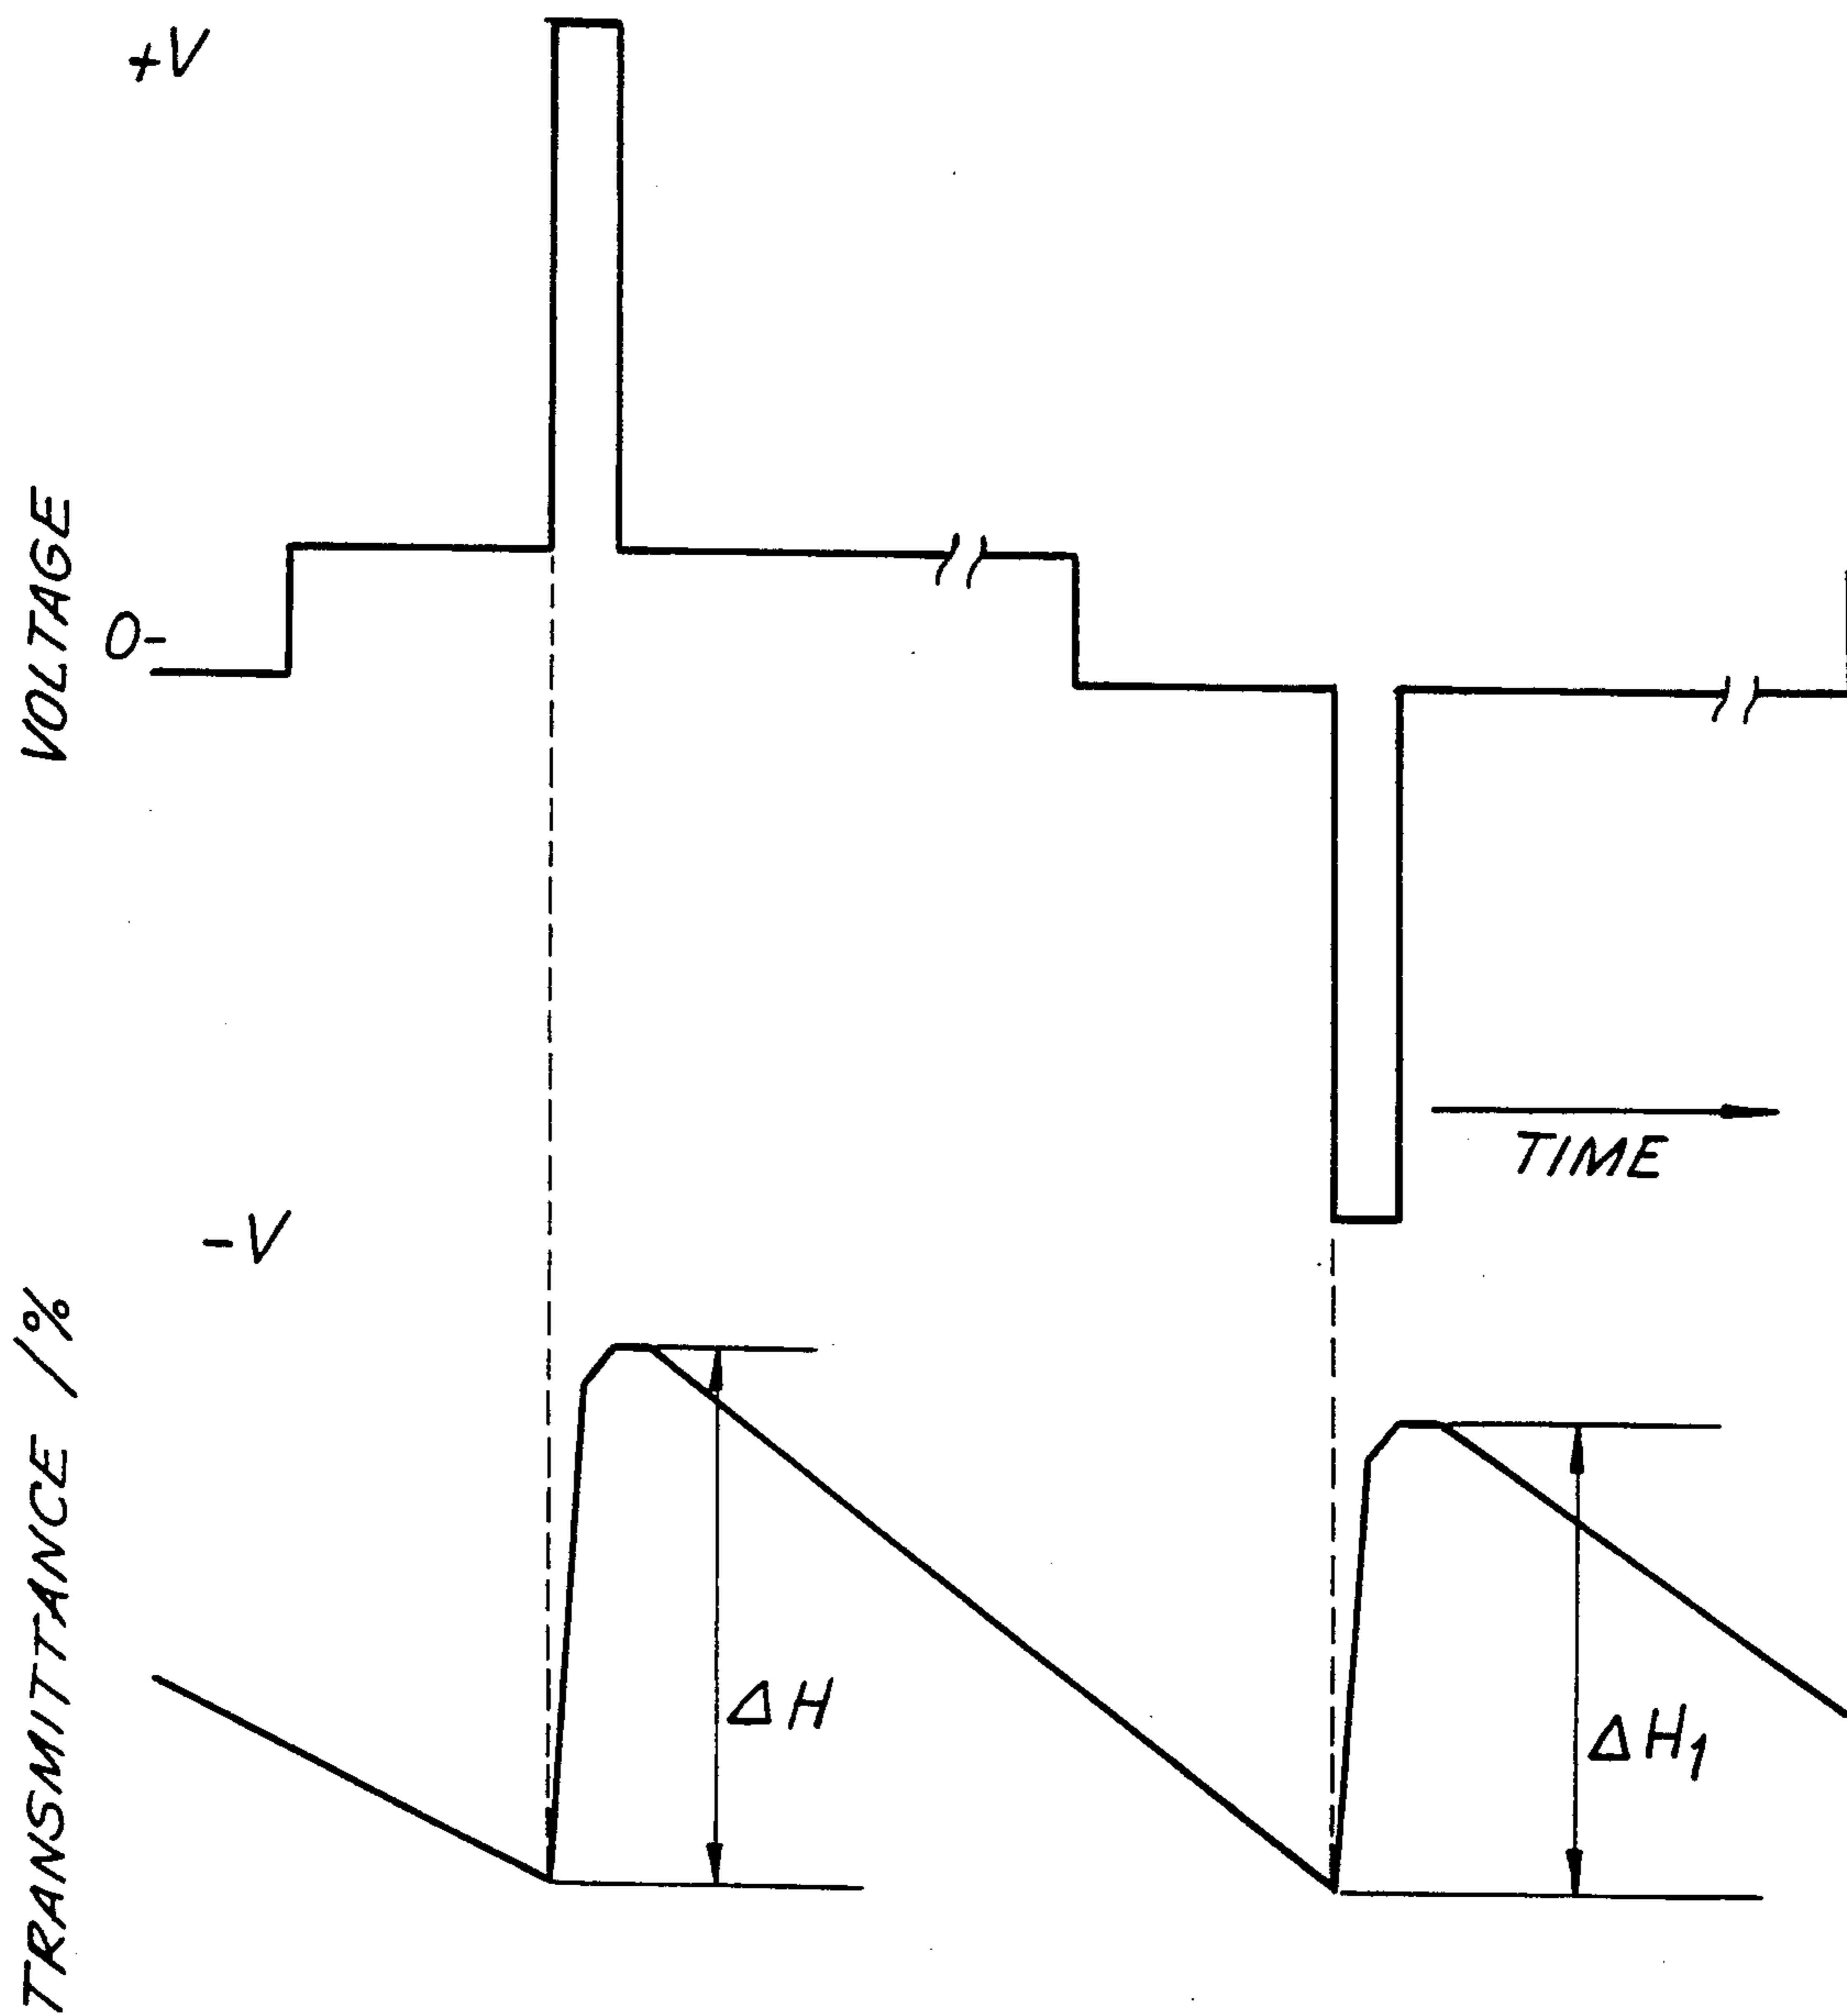 +V
VOLTAGE
0-
TIME
-V
TRANSMITTANCE /%
ΔH
ΔH1